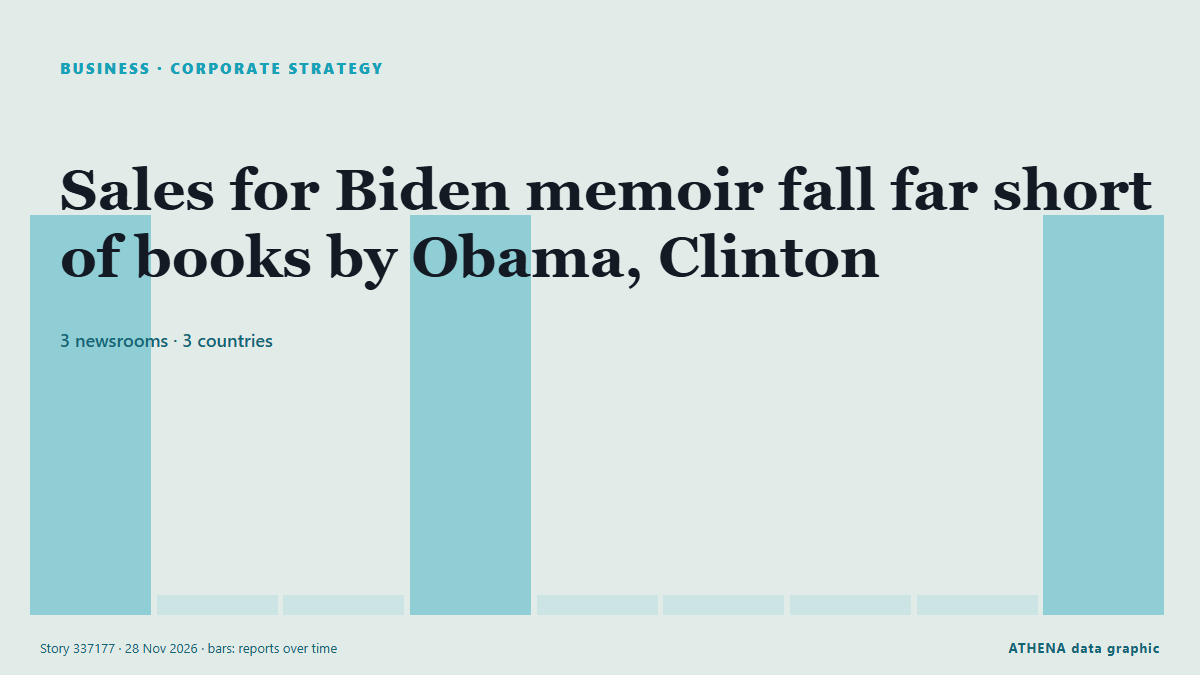 BUSINESS · CORPORATE STRATEGY
Sales for Biden memoir fall far short
of books by Obama, Clinton
3 newsrooms · 3 countries
Story 337177 · 28 Nov 2026 · bars: reports over time
ATHENA data graphic